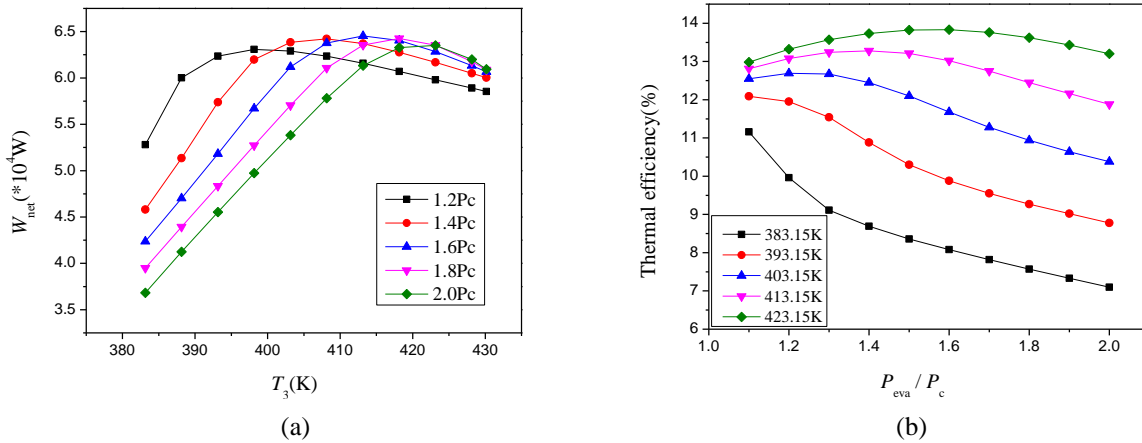 6.5
6.0
5.5
5.0
4.5
4.0
3.5
W_net(*10^4W)
1.2Pc
1.4Pc
1.6Pc
1.8Pc
2.0Pc
380 390 400 410 420 430
T_3(K)
(a)
14
13
12
11
10
9
8
7
6
Thermal efficiency(%)
383.15K
393.15K
403.15K
413.15K
423.15K
1.0 1.2 1.4 1.6 1.8 2.0
P_eva / P_c
(b)